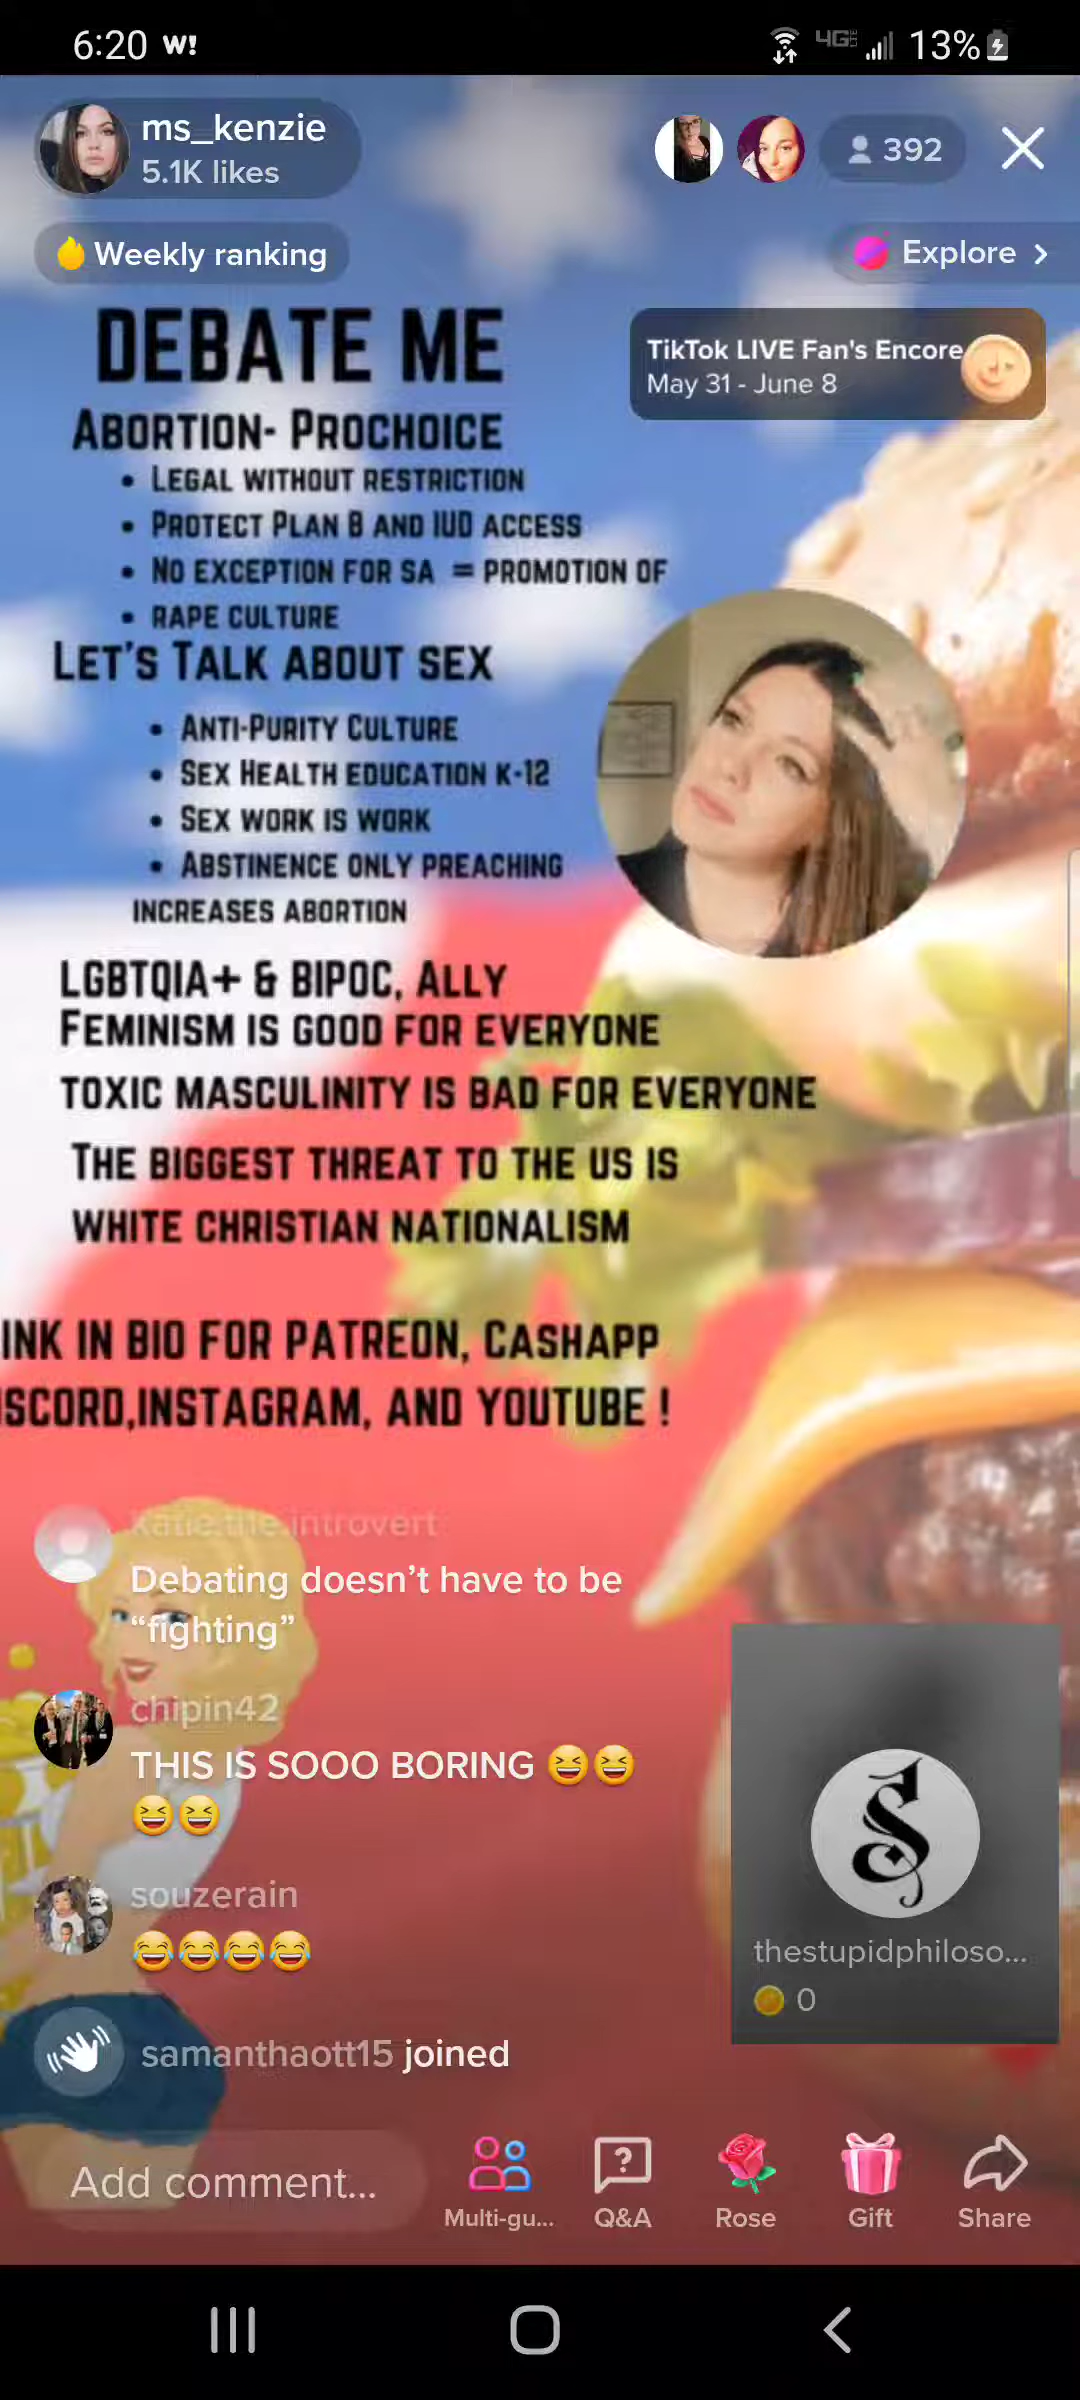 6:20 W!
4G 13%
ms_kenzie
5.1K likes
392
Weekly ranking
Explore >
DEBATE ME
TikTok LIVE Fan's Encore
May 31 - June 8
ABORTION- PROCHOICE
• LEGAL WITHOUT RESTRICTION
• PROTECT PLAN B AND IUD ACCESS
• NO EXCEPTION FOR SA = PROMOTION OF
• RAPE CULTURE
LET'S TALK ABOUT SEX
• ANTI-PURITY CULTURE
• SEX HEALTH EDUCATION K-12
• SEX WORK IS WORK
• ABSTINENCE ONLY PREACHING
INCREASES ABORTION
LGBTQIA+ & BIPOC, ALLY
FEMINISM IS GOOD FOR EVERYONE
TOXIC MASCULINITY IS BAD FOR EVERYONE
THE BIGGEST THREAT TO THE US IS
WHITE CHRISTIAN NATIONALISM
INK IN BIO FOR PATREON, CASHAPP
ISCORD,INSTAGRAM, AND YOUTUBE !
katie.the.introvert
Debating doesn't have to be
“fighting”
chipin42
THIS IS SOOO BORING 😆😆
😆😆
souzerain
😂😂😂😂
S
thestupidphiloso...
0
samanthaott15 joined
Add comment...
Multi-gu...
Q&A
Rose
Gift
Share